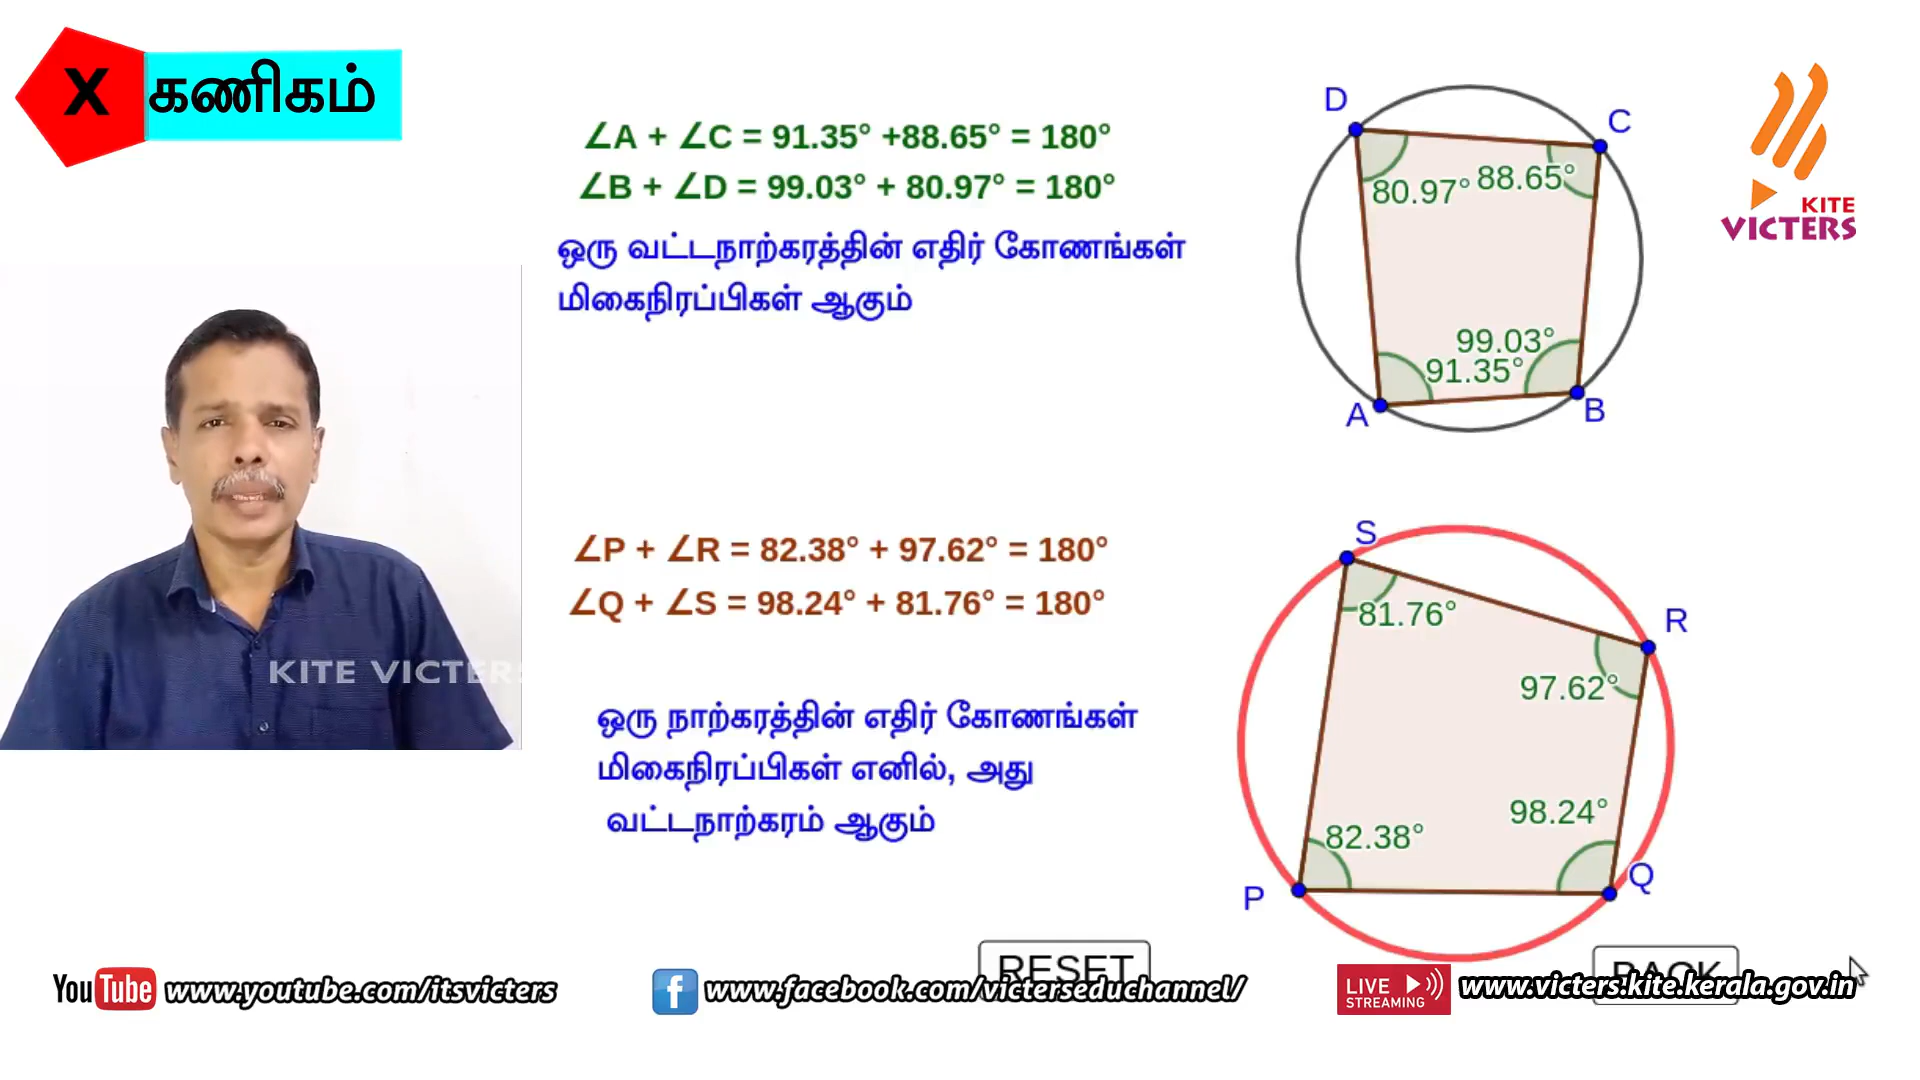 X
கணிகம்
∠A + ∠C = 91.35° +88.65° = 180°
∠B + ∠D = 99.03° + 80.97° = 180°
ஒரு வட்டநாற்கரத்தின் எதிர் கோணங்கள்
மிகைநிரப்பிகள் ஆகும்
D
C
80.97°
88.65°
99.03°
91.35°
A
B
KITE
VICTERS
KITE VICTER
∠P + ∠R = 82.38° + 97.62° = 180°
∠Q + ∠S = 98.24° + 81.76° = 180°
ஒரு நாற்கரத்தின் எதிர் கோணங்கள்
மிகைநிரப்பிகள் எனில், அது
வட்டநாற்கரம் ஆகும்
S
81.76°
R
97.62°
98.24°
82.38°
P
Q
RESET
BACK
YouTube www.youtube.com/itsvicters
f www.facebook.com/victerseduchannel/
LIVE
STREAMING
www.victers.kite.kerala.gov.in